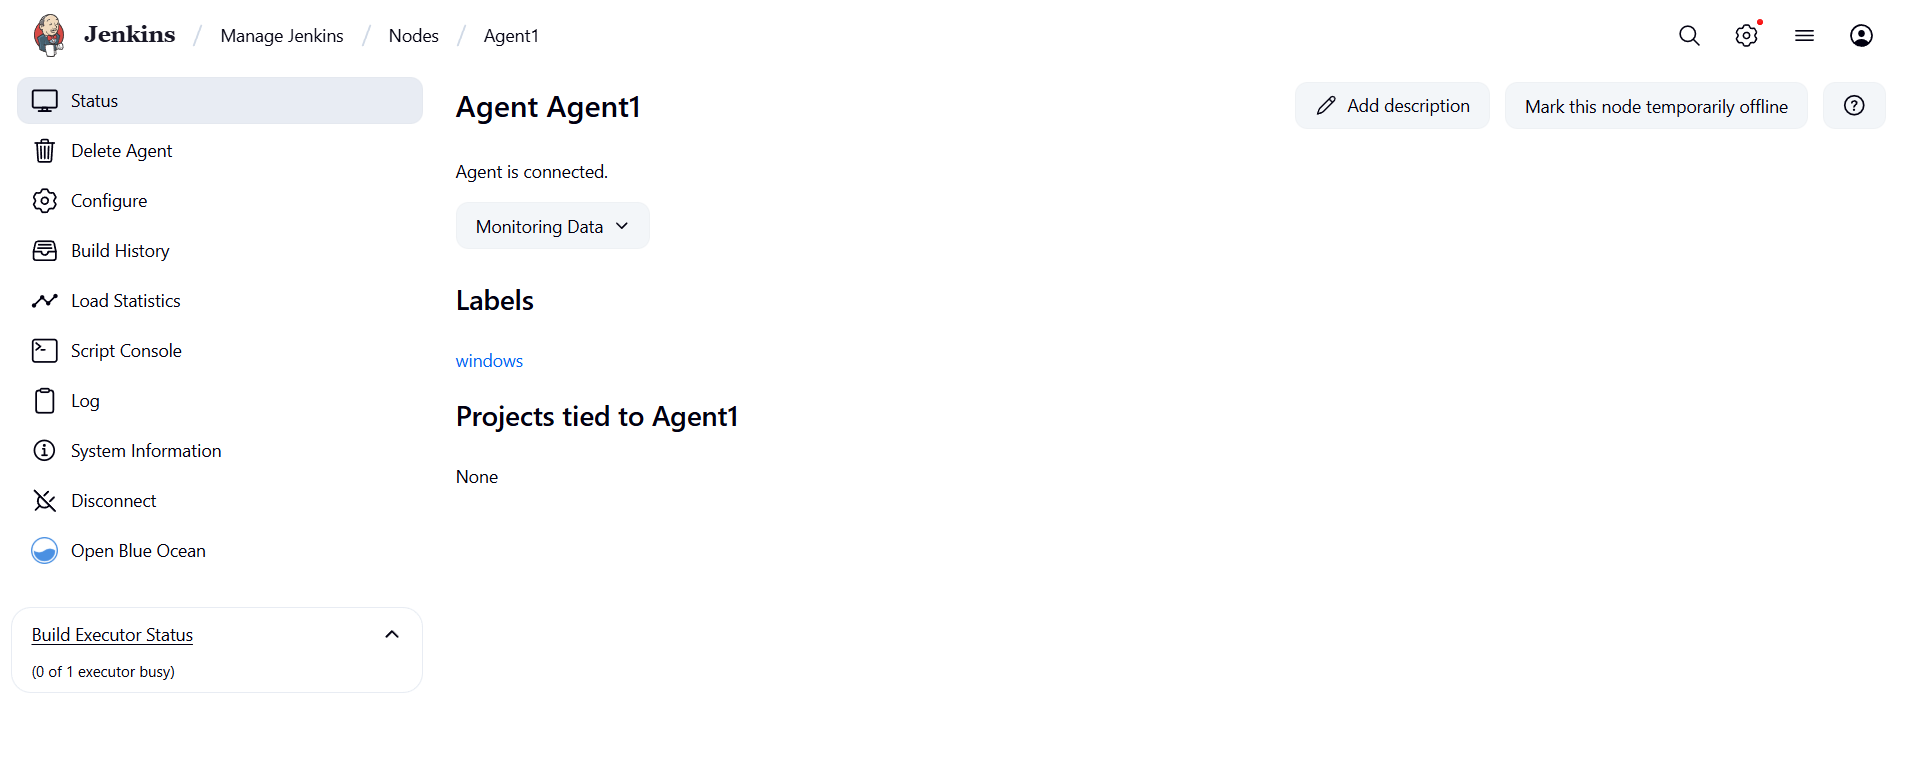 Jenkins / Manage Jenkins / Nodes / Agent1
Status
Delete Agent
Configure
Build History
Load Statistics
Script Console
Log
System Information
Disconnect
Open Blue Ocean
Build Executor Status
(0 of 1 executor busy)
Agent Agent1
Add description
Mark this node temporarily offline
Agent is connected.
Monitoring Data
Labels
windows
Projects tied to Agent1
None